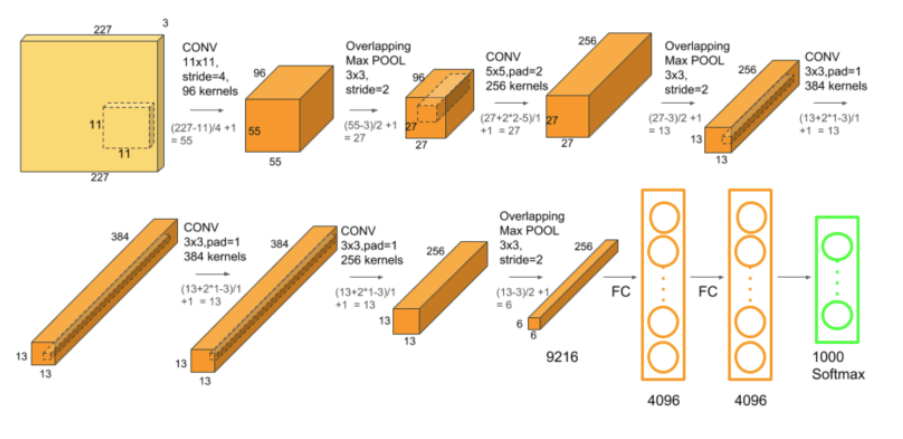 227
3
CONV
11x11,
stride=4,
96 kernels
(227-11)/4 +1
= 55
11
11
227
96
55
55
Overlapping
Max POOL
3x3,
stride=2
(55-3)/2 +1
= 27
96
27
27
CONV
5x5,pad=2
256 kernels
(27+2*2-5)/1
+1 = 27
256
27
27
Overlapping
Max POOL
3x3,
stride=2
(27-3)/2 +1
= 13
256
13
13
CONV
3x3,pad=1
384 kernels
(13+2*1-3)/1
+1 = 13
384
13
13
CONV
3x3,pad=1
384 kernels
(13+2*1-3)/1
+1 = 13
384
13
13
CONV
3x3,pad=1
256 kernels
(13+2*1-3)/1
+1 = 13
256
13
13
Overlapping
Max POOL
3x3,
stride=2
(13-3)/2 +1
= 6
256
6
6
9216
FC
4096
FC
4096
1000
Softmax